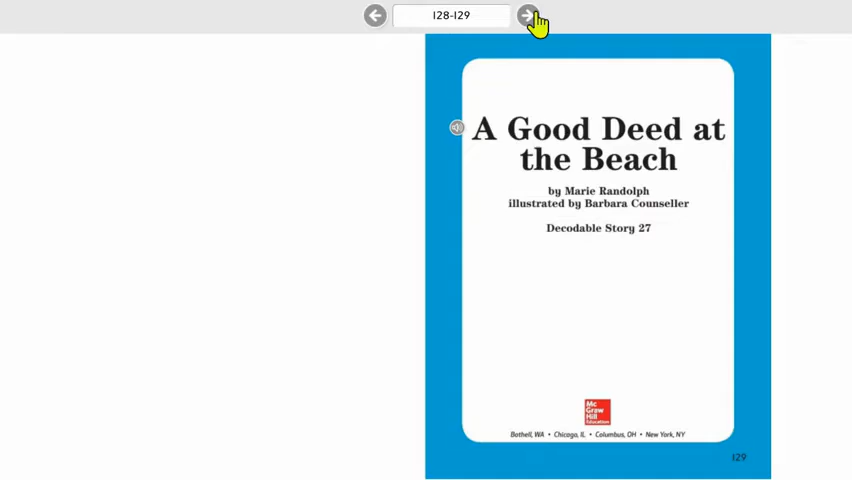 128-129
A Good Deed at
the Beach
by Marie Randolph
illustrated by Barbara Counseller
Decodable Story 27
Mc
Graw
Hill
Education
Bothell, WA • Chicago, IL • Columbus, OH • New York, NY
129